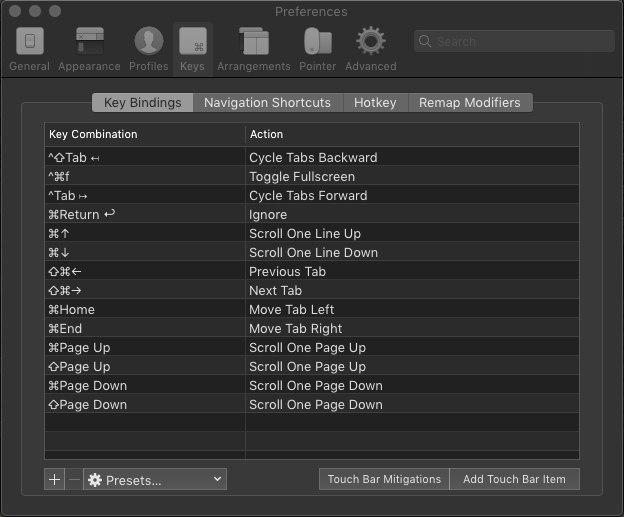 Preferences
General Appearance Profiles Keys Arrangements Pointer Advanced Search
Key Bindings Navigation Shortcuts Hotkey Remap Modifiers
Key Combination Action
^⇧Tab ↤ Cycle Tabs Backward
^⌘f Toggle Fullscreen
^Tab ↦ Cycle Tabs Forward
⌘Return ↩ Ignore
⌘↑ Scroll One Line Up
⌘↓ Scroll One Line Down
⇧⌘← Previous Tab
⇧⌘→ Next Tab
⌘Home Move Tab Left
⌘End Move Tab Right
⌘Page Up Scroll One Page Up
⇧Page Up Scroll One Page Up
⌘Page Down Scroll One Page Down
⇧Page Down Scroll One Page Down
+ − Presets... Touch Bar Mitigations Add Touch Bar Item